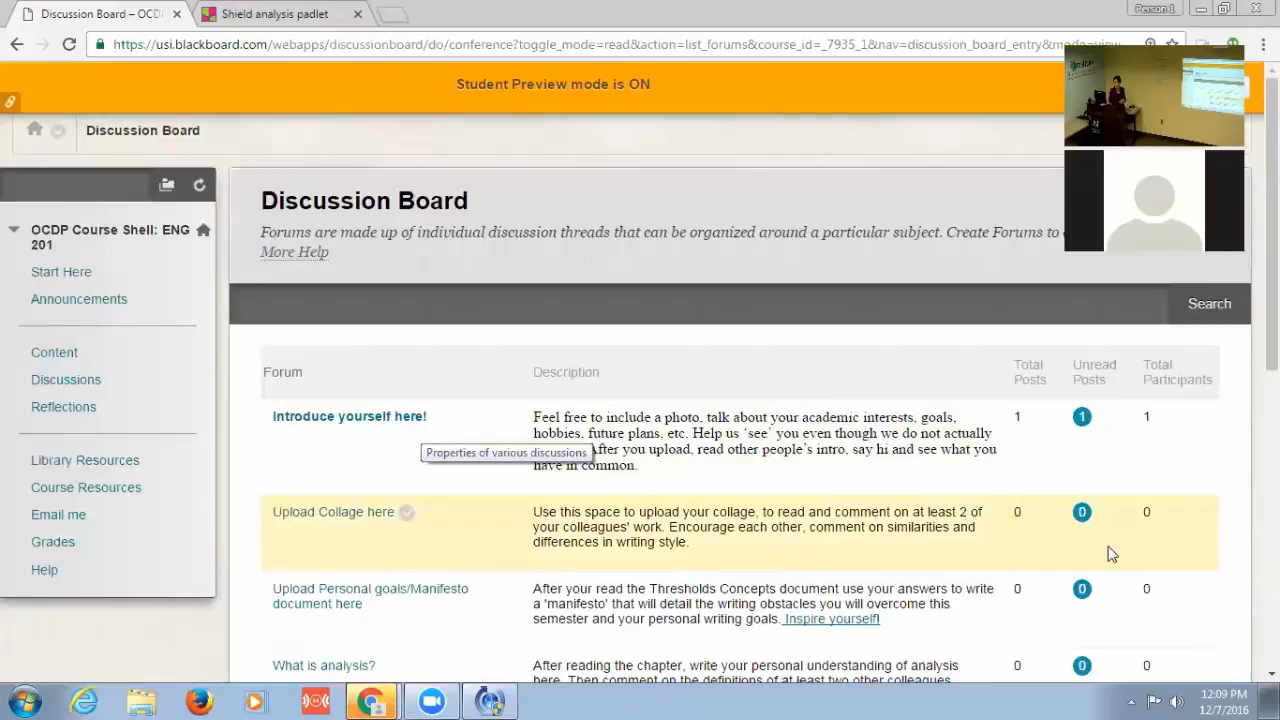 Discussion Board – OCD
Shield analysis padlet
Person 1
https://usi.blackboard.com/webapps/discussionboard/do/conference?toggle_mode=read&action=list_forums&course_id=_7935_1&nav=discussion_board_entry&mode=view
Student Preview mode is ON
Discussion Board
OCDP Course Shell: ENG 201
Start Here
Announcements
Content
Discussions
Reflections
Library Resources
Course Resources
Email me
Grades
Help
Discussion Board
Forums are made up of individual discussion threads that can be organized around a particular subject. Create Forums to
More Help
Search
Forum Description Total Posts Unread Posts Total Participants
Introduce yourself here!
Feel free to include a photo, talk about your academic interests, goals,
hobbies, future plans, etc. Help us 'see' you even though we do not actually
After you upload, read other people's intro, say hi and see what you
have in common.
1 1 1
Properties of various discussions
Upload Collage here
Use this space to upload your collage, to read and comment on at least 2 of
your colleagues' work. Encourage each other, comment on similarities and
differences in writing style.
0 0 0
Upload Personal goals/Manifesto
document here
After your read the Thresholds Concepts document use your answers to write
a 'manifesto' that will detail the writing obstacles you will overcome this
semester and your personal writing goals. Inspire yourself!
0 0 0
What is analysis?
After reading the chapter, write your personal understanding of analysis
here. Then comment on the definitions of at least two other colleagues
0 0 0
12:09 PM
12/7/2016